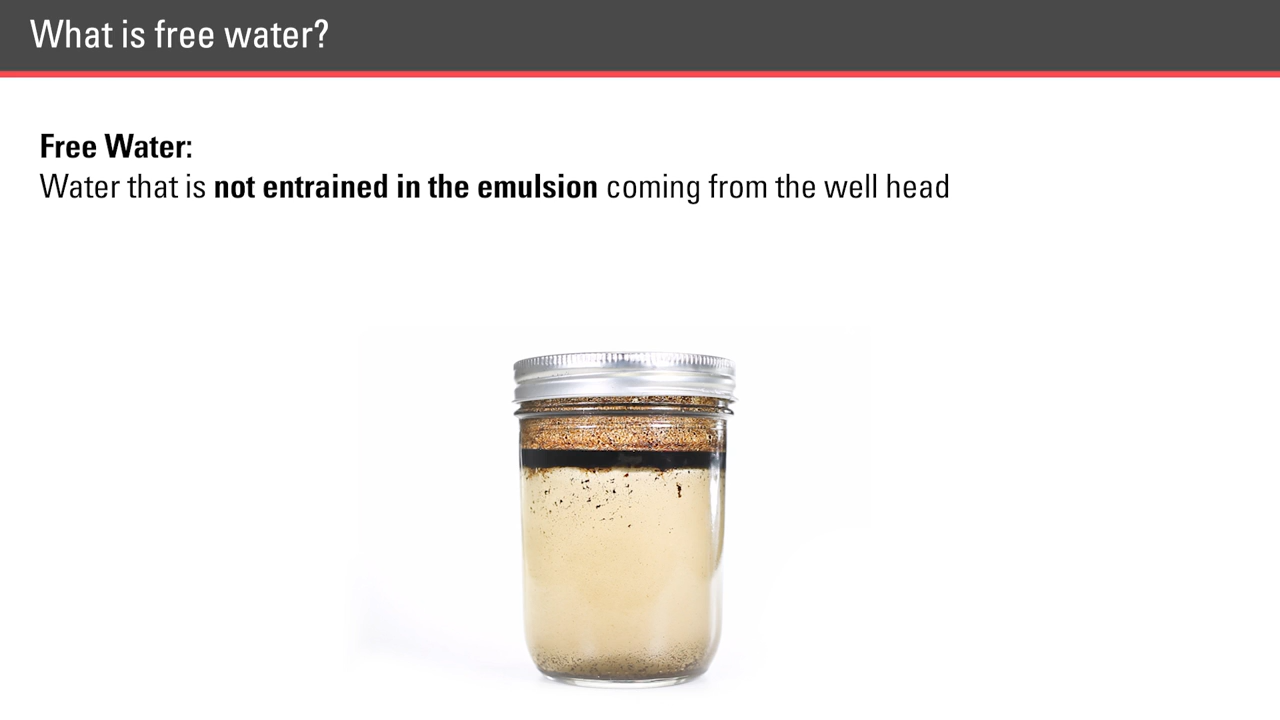 What is free water?
Free Water:
Water that is not entrained in the emulsion coming from the well head